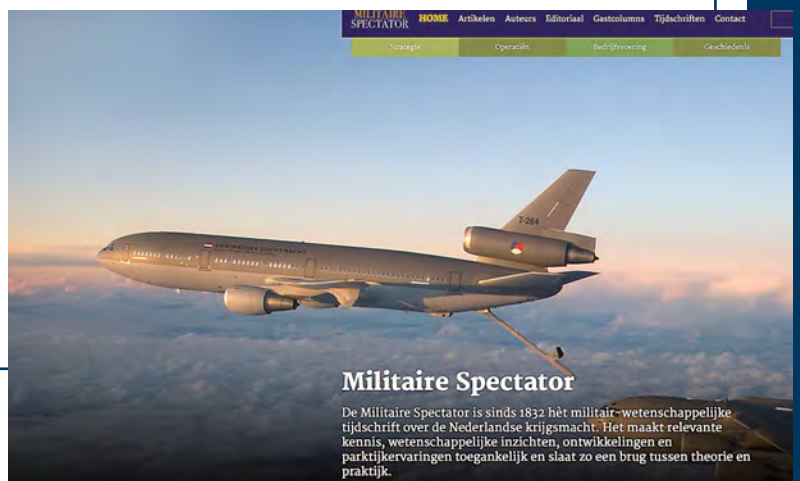 MILITAIRE
SPECTATOR
HOME Artikelen Auteurs Editoriaal Gastcolumns Tijdschriften Contact
Strategie Operatiën Bedrijfsvoering Geschiedenis
T-264
KONINKLIJKE LUCHTMACHT
Militaire Spectator
De Militaire Spectator is sinds 1832 hèt militair-wetenschappelijke
tijdschrift over de Nederlandse krijgsmacht. Het maakt relevante
kennis, wetenschappelijke inzichten, ontwikkelingen en
parktijkervaringen toegankelijk en slaat zo een brug tussen theorie en
praktijk.